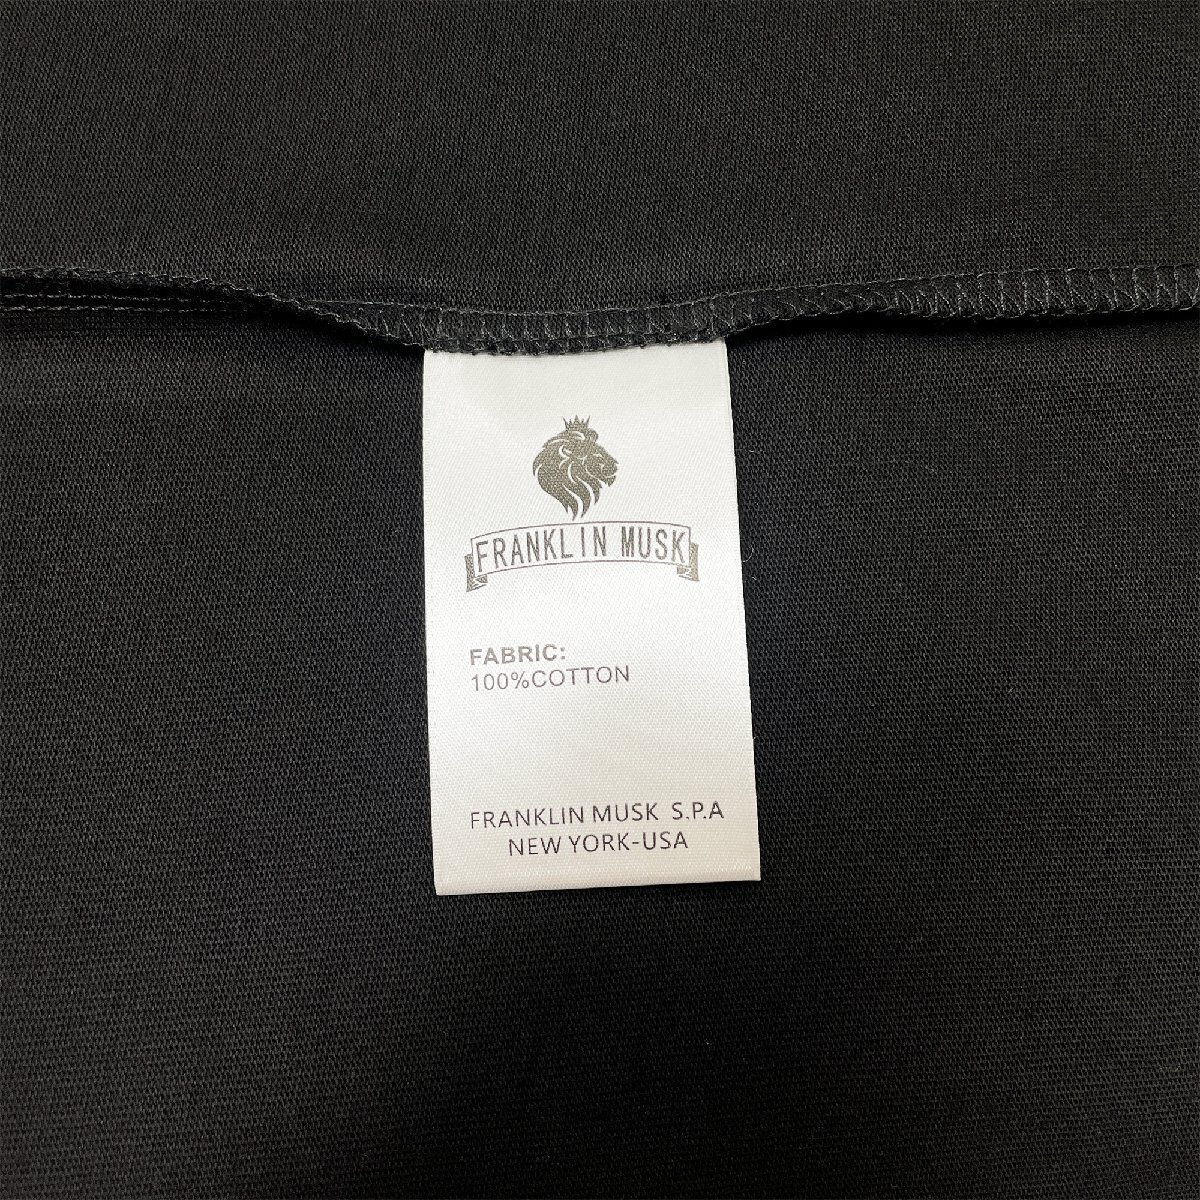 FRANKLIN MUSK
FABRIC:
100%COTTON
FRANKLIN MUSK S.P.A
NEW YORK-USA